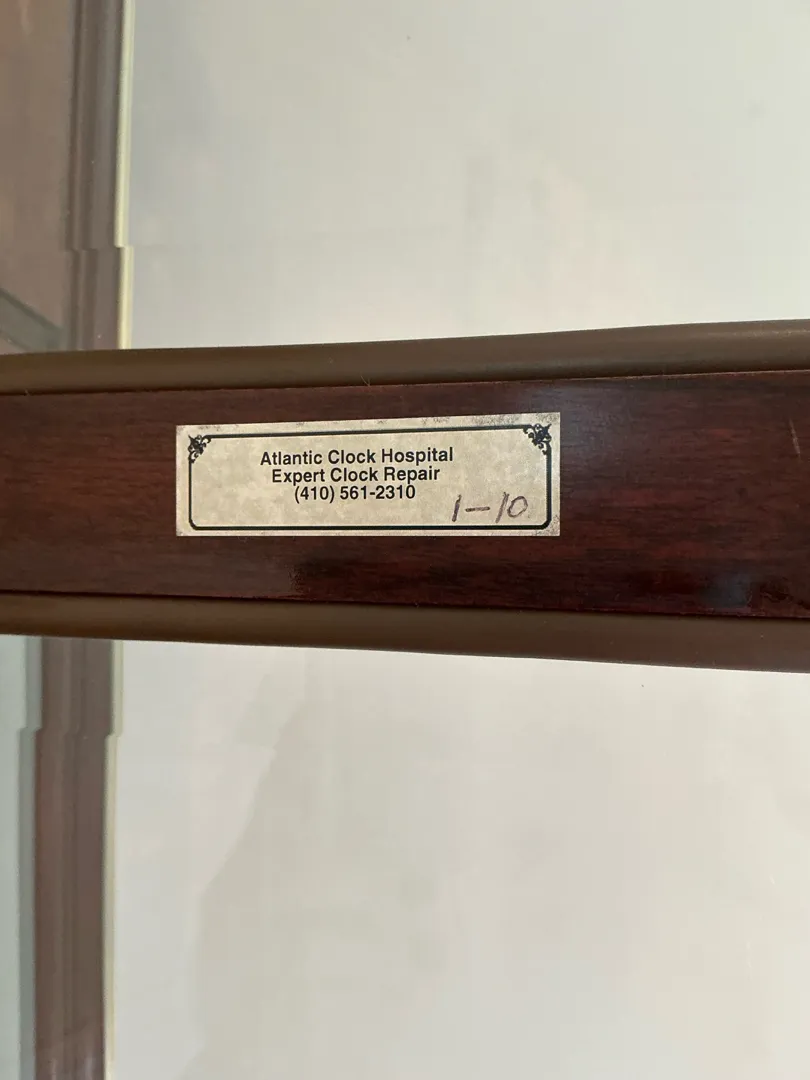 Atlantic Clock Hospital
Expert Clock Repair
(410) 561-2310
1-10